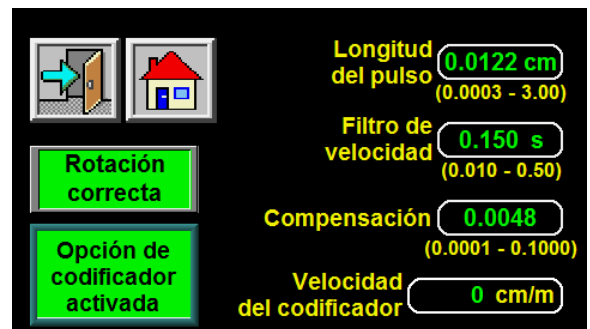 Longitud
del pulso
0.0122 cm
(0.0003 - 3.00)
Filtro de
velocidad
0.150 s
(0.010 - 0.50)
Rotación
correcta
Compensación
0.0048
(0.0001 - 0.1000)
Opción de
codificador
activada
Velocidad
del codificador
0 cm/m